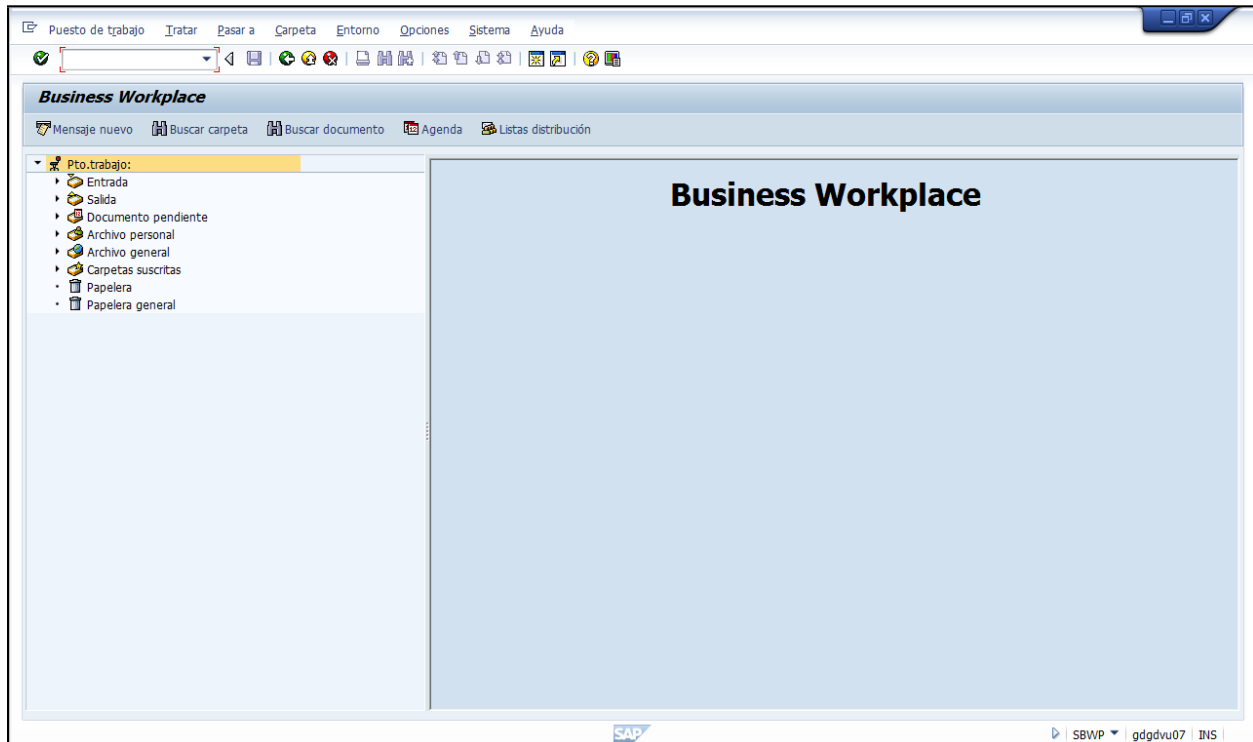 Puesto de trabajo Tratar Pasar a Carpeta Entorno Opciones Sistema Ayuda
Business Workplace
Mensaje nuevo Buscar carpeta Buscar documento Agenda Listas distribución
Pto.trabajo:
Entrada
Salida
Documento pendiente
Archivo personal
Archivo general
Carpetas suscritas
Papelera
Papelera general
Business Workplace
SAP
SBWP gdgdvu07 INS